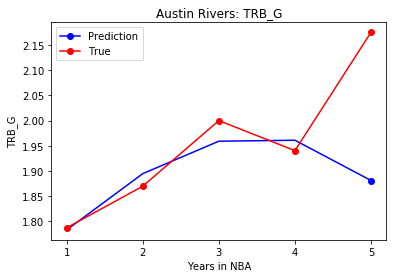 Austin Rivers: TRB_G
Prediction
True
2.15
2.10
2.05
2.00
1.95
1.90
1.85
1.80
TRB_G
1 2 3 4 5
Years in NBA